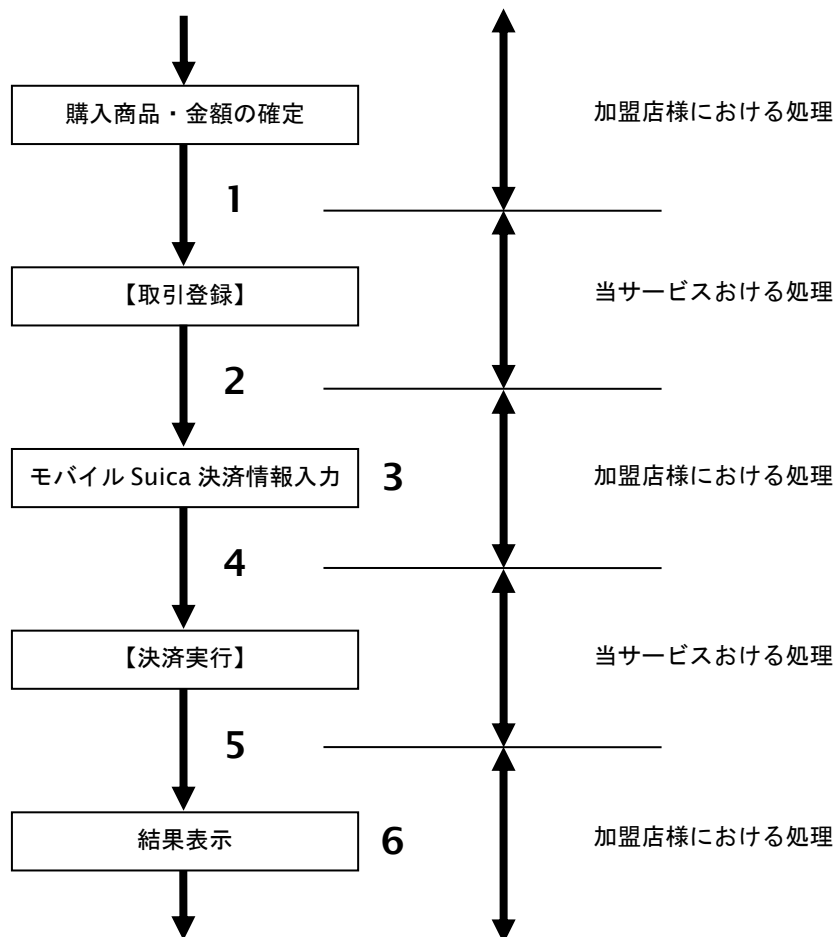 購入商品・金額の確定
加盟店様における処理
1
【取引登録】
当サービスおける処理
2
モバイル Suica 決済情報入力
3
加盟店様における処理
4
【決済実行】
当サービスおける処理
5
結果表示
6
加盟店様における処理